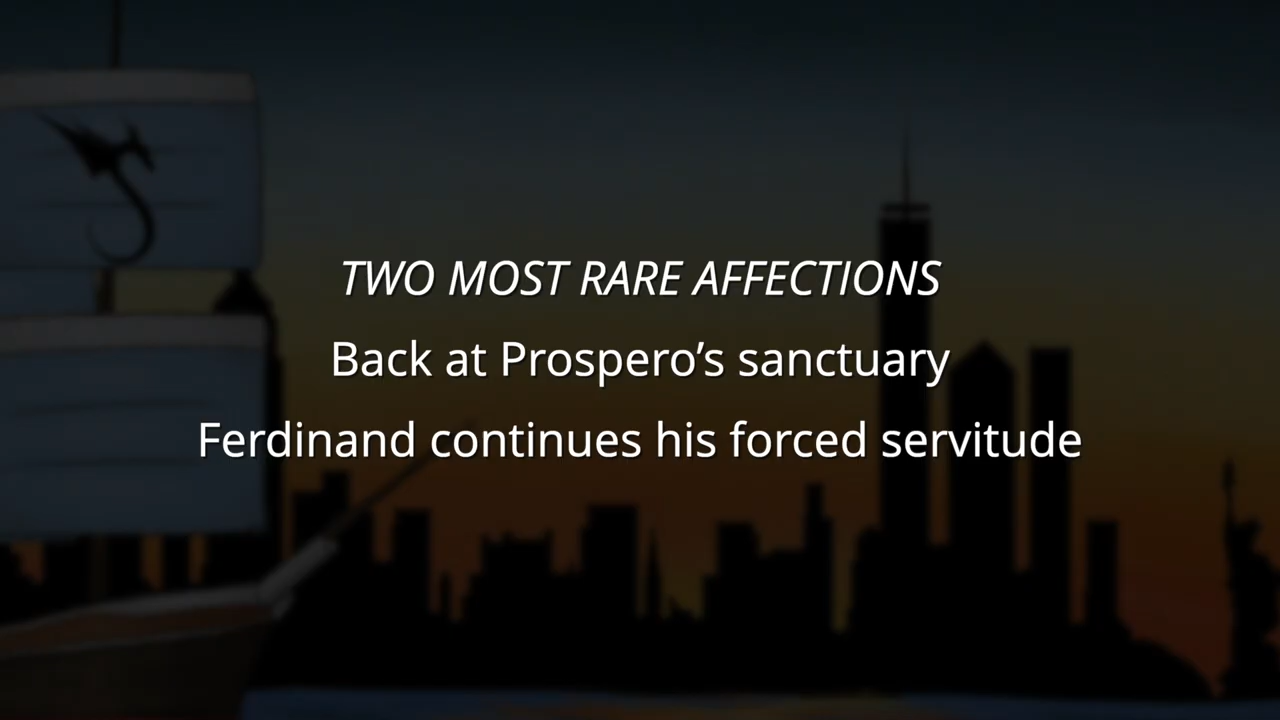 TWO MOST RARE AFFECTIONS
Back at Prospero’s sanctuary
Ferdinand continues his forced servitude